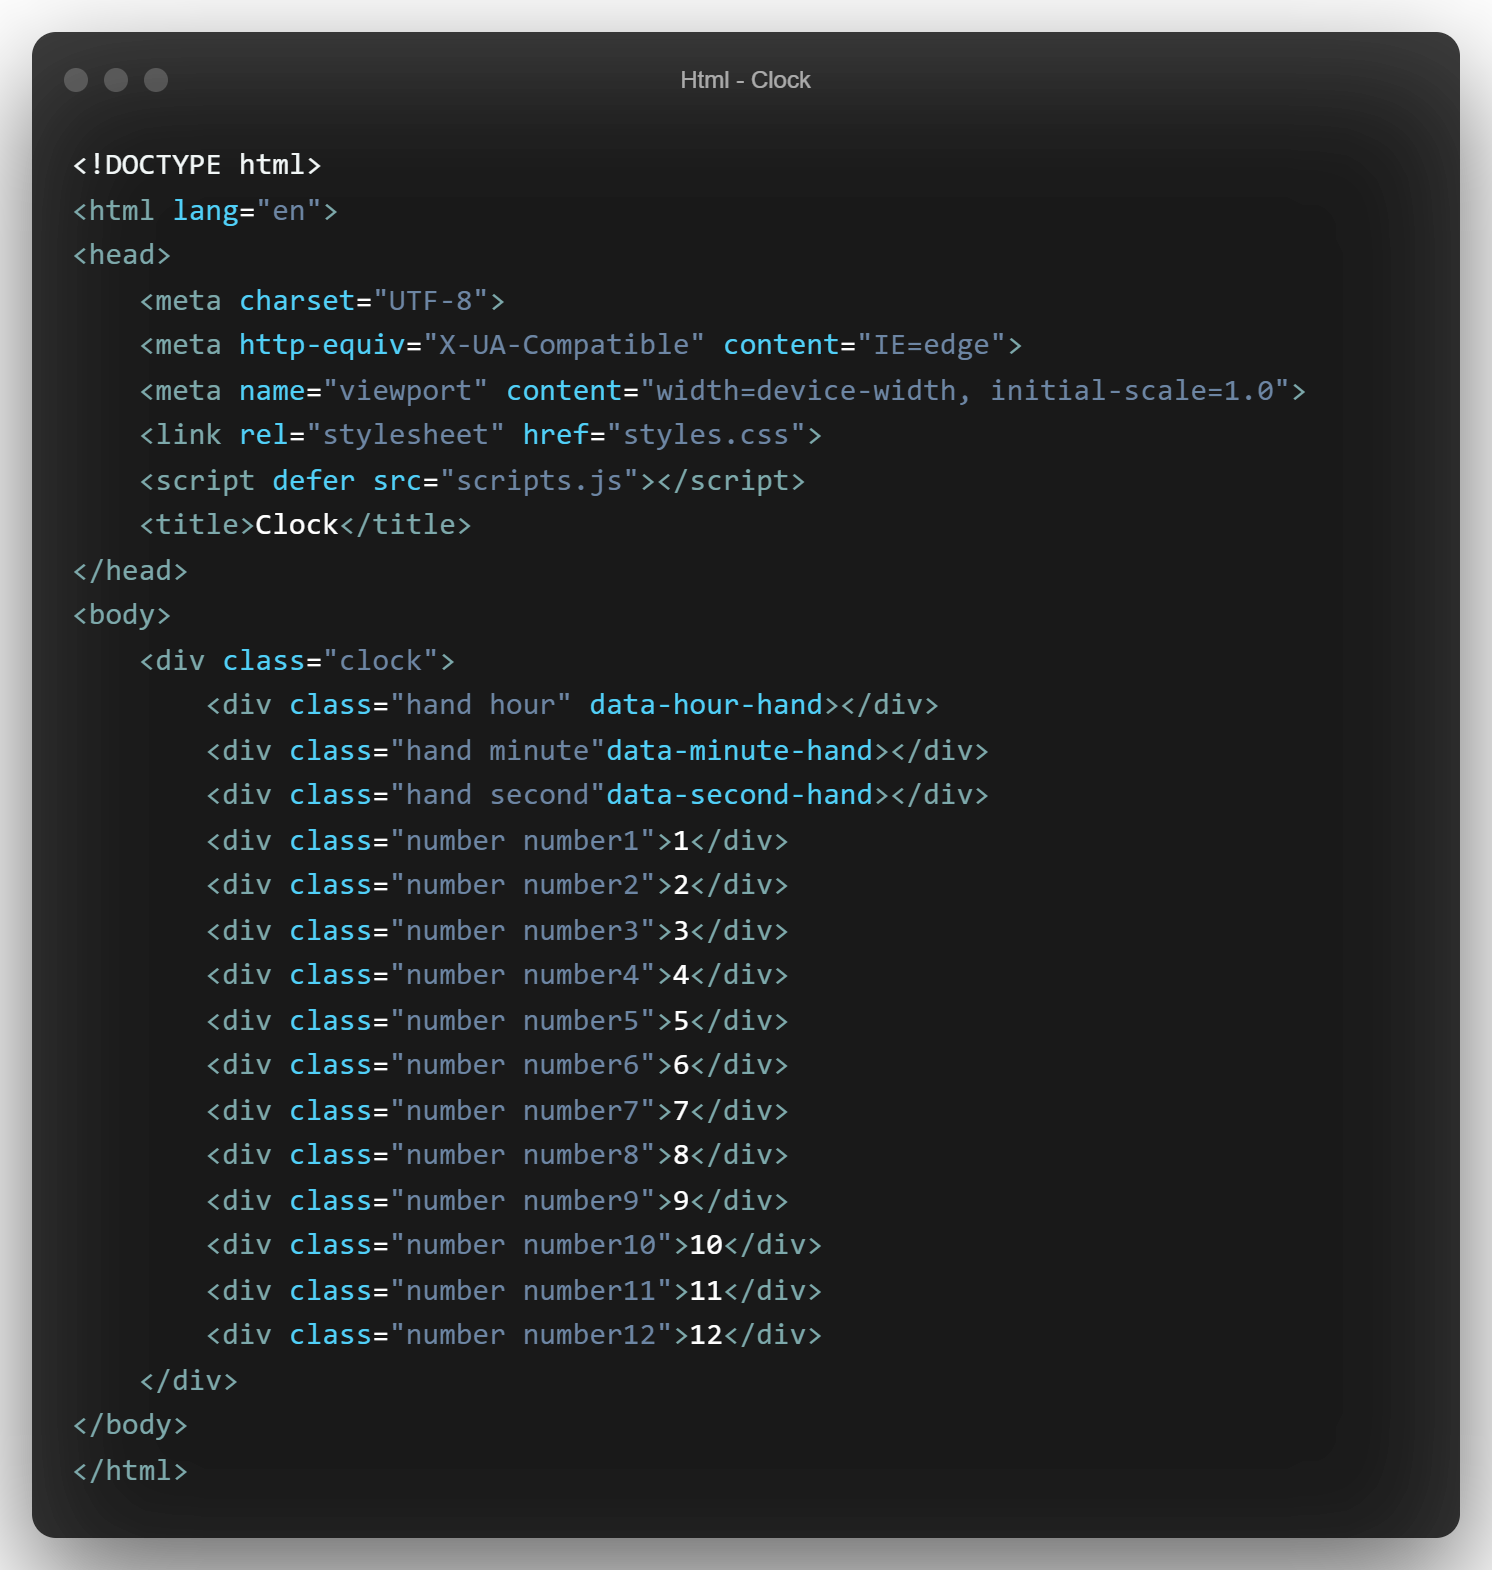 Html - Clock
<!DOCTYPE html>
<html lang="en">
<head>
    <meta charset="UTF-8">
    <meta http-equiv="X-UA-Compatible" content="IE=edge">
    <meta name="viewport" content="width=device-width, initial-scale=1.0">
    <link rel="stylesheet" href="styles.css">
    <script defer src="scripts.js"></script>
    <title>Clock</title>
</head>
<body>
    <div class="clock">
        <div class="hand hour" data-hour-hand></div>
        <div class="hand minute"data-minute-hand></div>
        <div class="hand second"data-second-hand></div>
        <div class="number number1">1</div>
        <div class="number number2">2</div>
        <div class="number number3">3</div>
        <div class="number number4">4</div>
        <div class="number number5">5</div>
        <div class="number number6">6</div>
        <div class="number number7">7</div>
        <div class="number number8">8</div>
        <div class="number number9">9</div>
        <div class="number number10">10</div>
        <div class="number number11">11</div>
        <div class="number number12">12</div>
    </div>
</body>
</html>